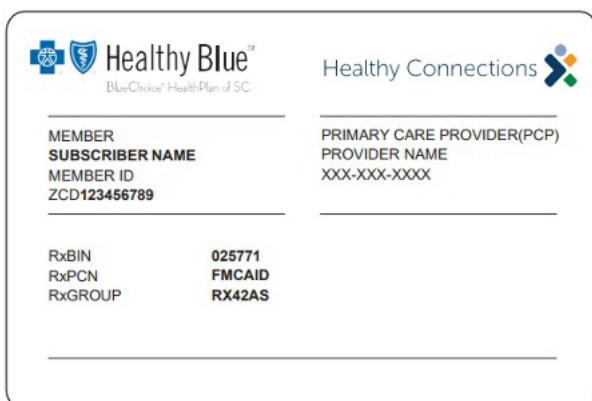 Healthy Blue™
BlueChoice® HealthPlan of SC
Healthy Connections
MEMBER
SUBSCRIBER NAME
MEMBER ID
ZCD123456789
PRIMARY CARE PROVIDER(PCP)
PROVIDER NAME
XXX-XXX-XXXX
RxBIN 025771
RxPCN FMCAID
RxGROUP RX42AS